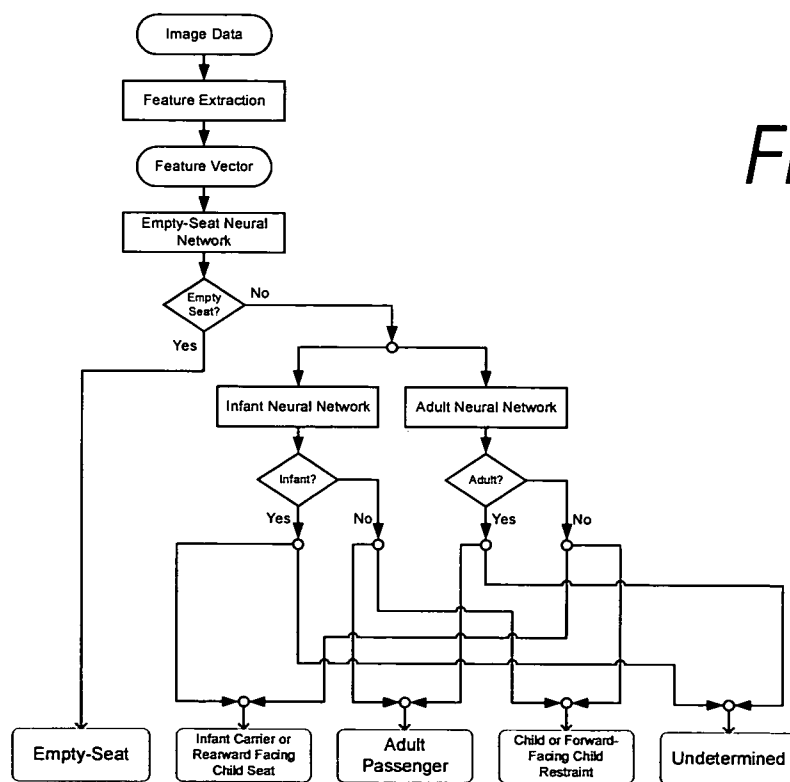 Image Data
Feature Extraction
Feature Vector
Empty-Seat Neural
Network
Empty
Seat?
No
Yes
Infant Neural Network
Adult Neural Network
Infant?
Adult?
Yes
No
Yes
No
Empty-Seat
Infant Carrier or
Rearward Facing
Child Seat
Adult
Passenger
Child or Forward-
Facing Child
Restraint
Undetermined